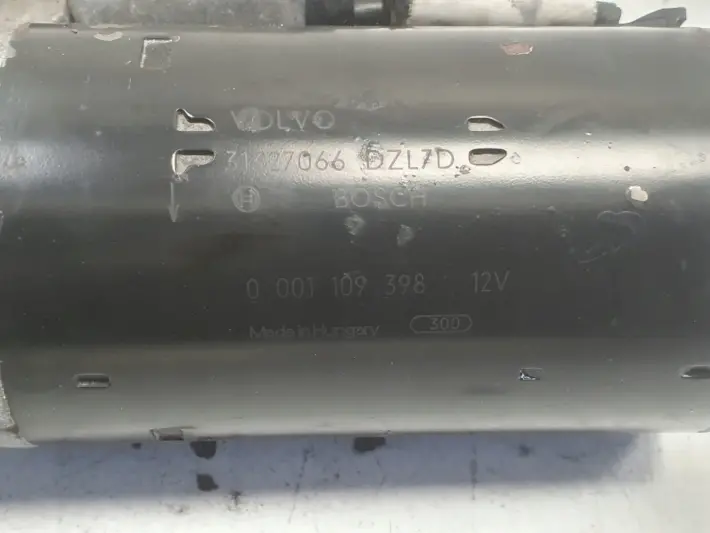 VOLVO
DZL7D
BOSCH
0 001 109 398 12V
Made in Hungary 300